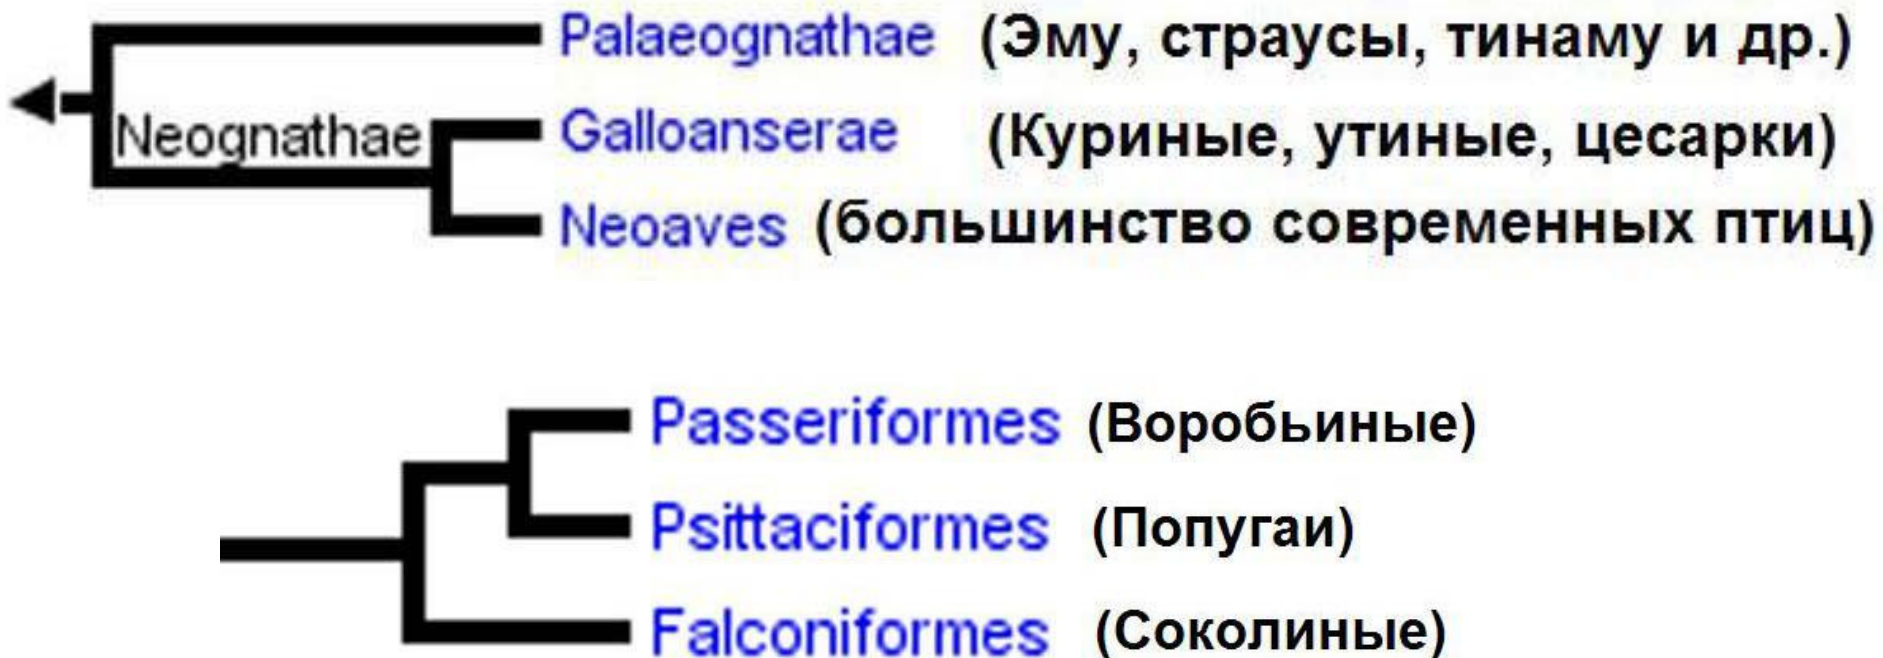 Palaeognathae (Эму, страусы, тинаму и др.)
Neognathae Galloanserae (Куриные, утиные, цесарки)
Neoaves (большинство современных птиц)
Passeriformes (Воробьиные)
Psittaciformes (Попугаи)
Falconiformes (Соколиные)